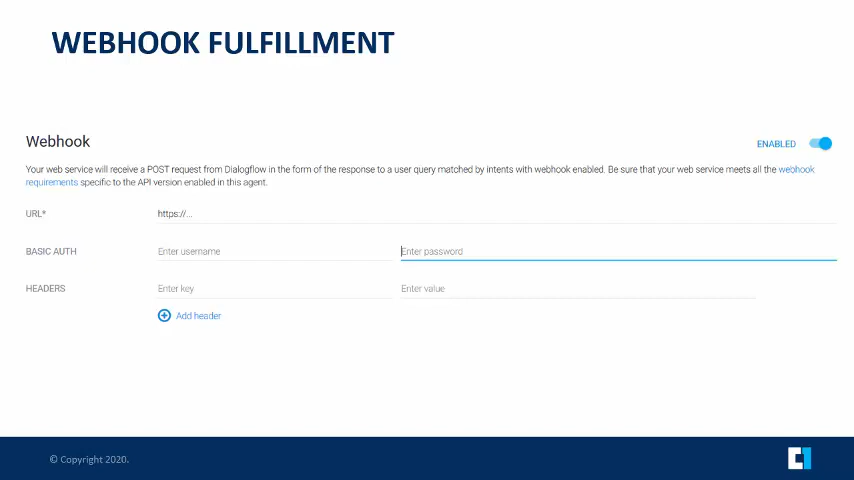 WEBHOOK FULFILLMENT
Webhook
ENABLED
Your web service will receive a POST request from Dialogflow in the form of the response to a user query matched by intents with webhook enabled. Be sure that your web service meets all the webhook
requirements specific to the API version enabled in this agent.
URL* https://...
BASIC AUTH Enter username Enter password
HEADERS Enter key Enter value
Add header
© Copyright 2020.